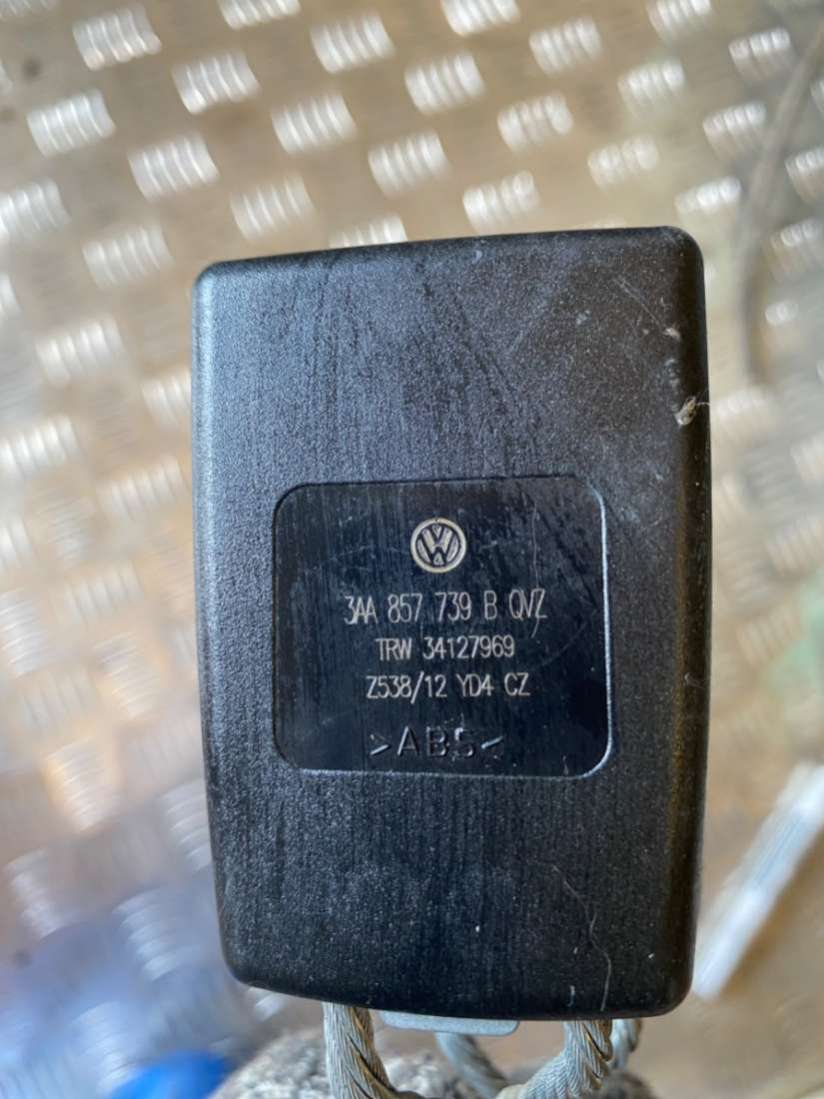 3AA 857 739 B QVZ
TRW 34127969
Z538/12 YD4 CZ
>ABS<